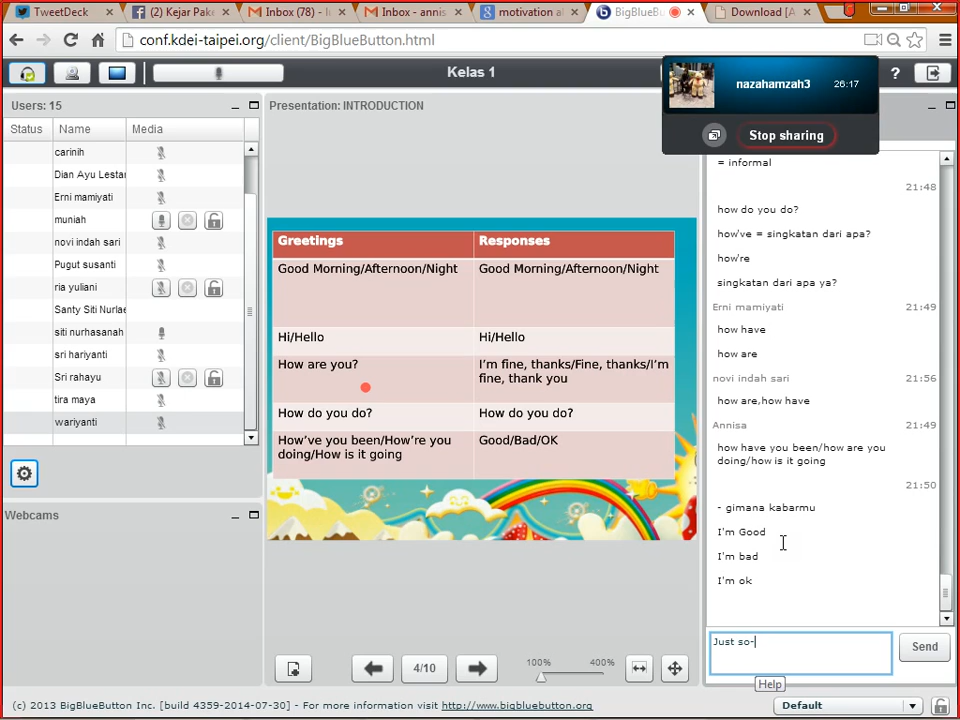 TweetDeck
(2) Kejar Pake
Inbox (78) - l
Inbox - annis
motivation al
BigBlueB
Download [A
conf.kdei-taipei.org/client/BigBlueButton.html
Kelas 1
?
nazahamzah3 26:17
Stop sharing
Users: 15
Status Name Media
carinih
Dian Ayu Lestar
Erni mamiyati
muniah
novi indah sari
Pugut susanti
ria yuliani
Santy Siti Nurlae
siti nurhasanah
sri hariyanti
Sri rahayu
tira maya
wariyanti
Webcams
Presentation: INTRODUCTION
Greetings Responses
Good Morning/Afternoon/Night Good Morning/Afternoon/Night
Hi/Hello Hi/Hello
How are you? I'm fine, thanks/Fine, thanks/I'm
fine, thank you
How do you do? How do you do?
How've you been/How're you Good/Bad/OK
doing/How is it going
4/10
100% 400%
= informal
21:48
how do you do?
how've = singkatan dari apa?
how're
singkatan dari apa ya?
Erni mamiyati 21:49
how have
how are
novi indah sari 21:56
how are,how have
Annisa 21:49
how have you been/how are you
doing/how is it going
21:50
- gimana kabarmu
I'm Good
I'm bad
I'm ok
Just so-
Send
Help
(c) 2013 BigBlueButton Inc. [build 4359-2014-07-30] - For more information visit http://www.bigbluebutton.org
Default